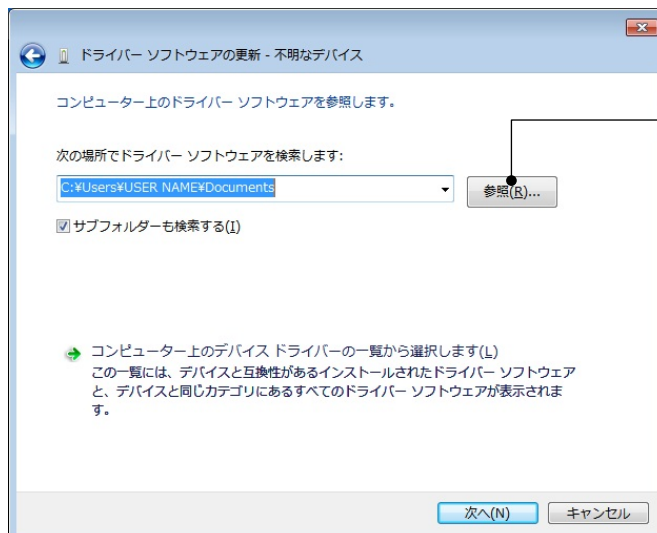 ドライバー ソフトウェアの更新 - 不明なデバイス
コンピューター上のドライバー ソフトウェアを参照します。
次の場所でドライバー ソフトウェアを検索します:
C:¥Users¥USER NAME¥Documents
参照(R)...
サブフォルダーも検索する(I)
コンピューター上のデバイス ドライバーの一覧から選択します(L)
この一覧には、デバイスと互換性があるインストールされたドライバー ソフトウェア
と、デバイスと同じカテゴリにあるすべてのドライバー ソフトウェアが表示されま
す。
次へ(N)
キャンセル